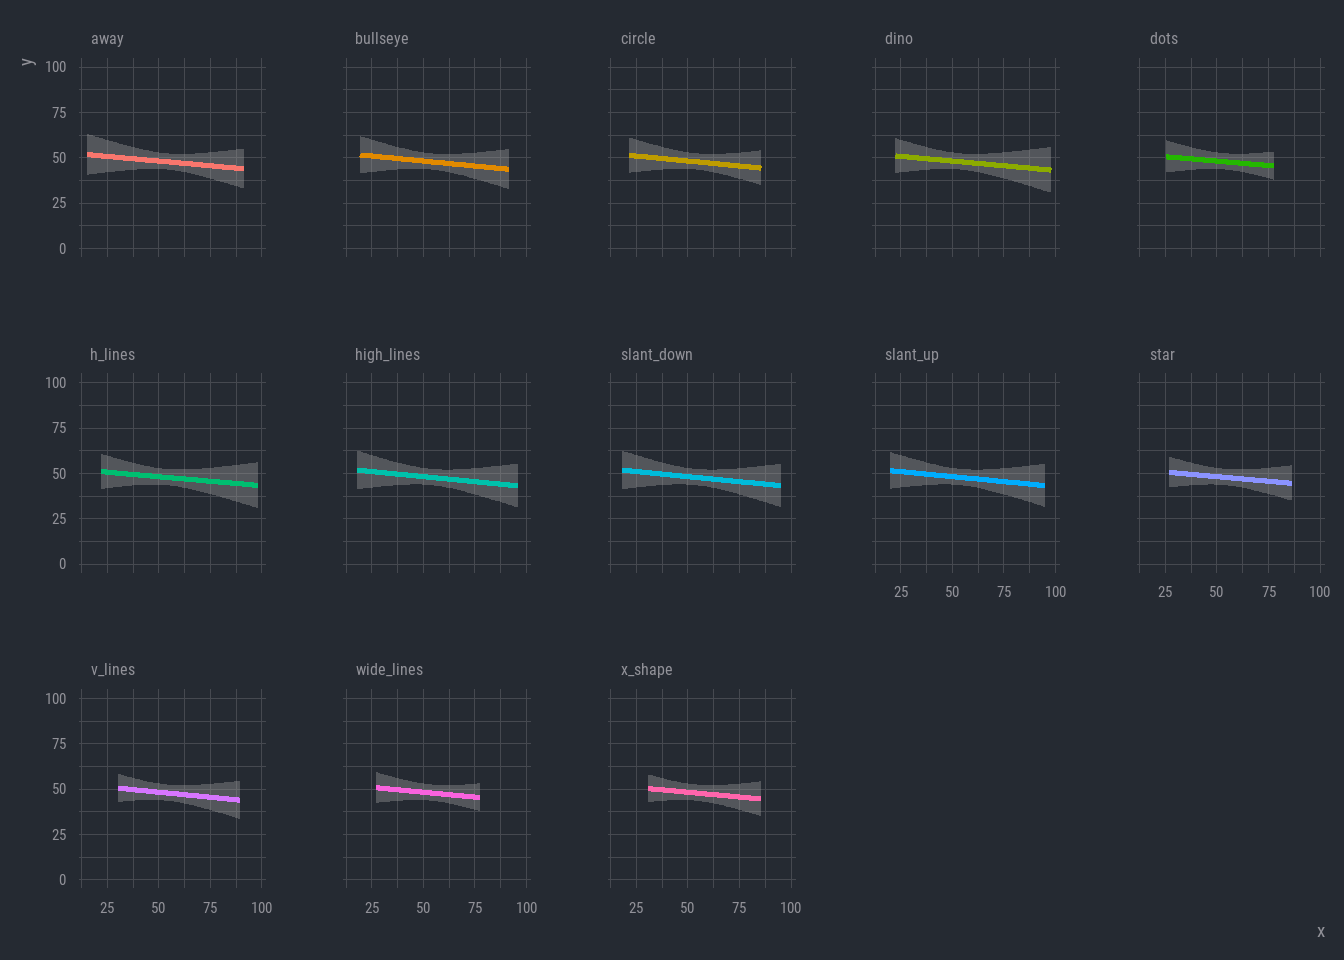 away bullseye circle dino dots
y
100
75
50
25
0
h_lines high_lines slant_down slant_up star
100
75
50
25
0
25 50 75 100 25 50 75 100
v_lines wide_lines x_shape
100
75
50
25
0
25 50 75 100 25 50 75 100 25 50 75 100
x